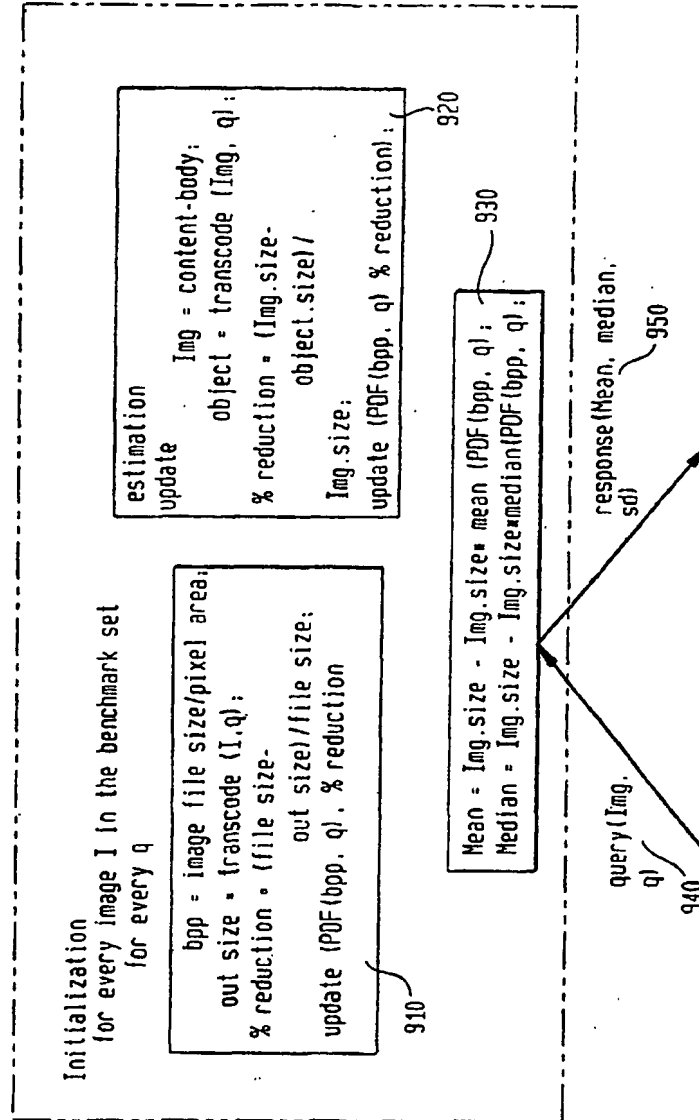 Initialization
for every image I in the benchmark set
for every q
bpp = image file size/pixel area;
out size = transcode (I,q);
% reduction = (file size-
out size)/file size;
update (PDF(bpp, q), % reduction
910
estimation
update
Img = content-body;
object = transcode (Img, q);
% reduction = (Img.size-
object.size)/
Img.size;
update (PDF(bpp, q) % reduction);
920
Mean = Img.size - Img.size* mean (PDF(bpp, q);
Median = Img.size - Img.size*median(PDF(bpp, q);
930
query(Img,
q)
940
response(Mean, median,
sd)
950